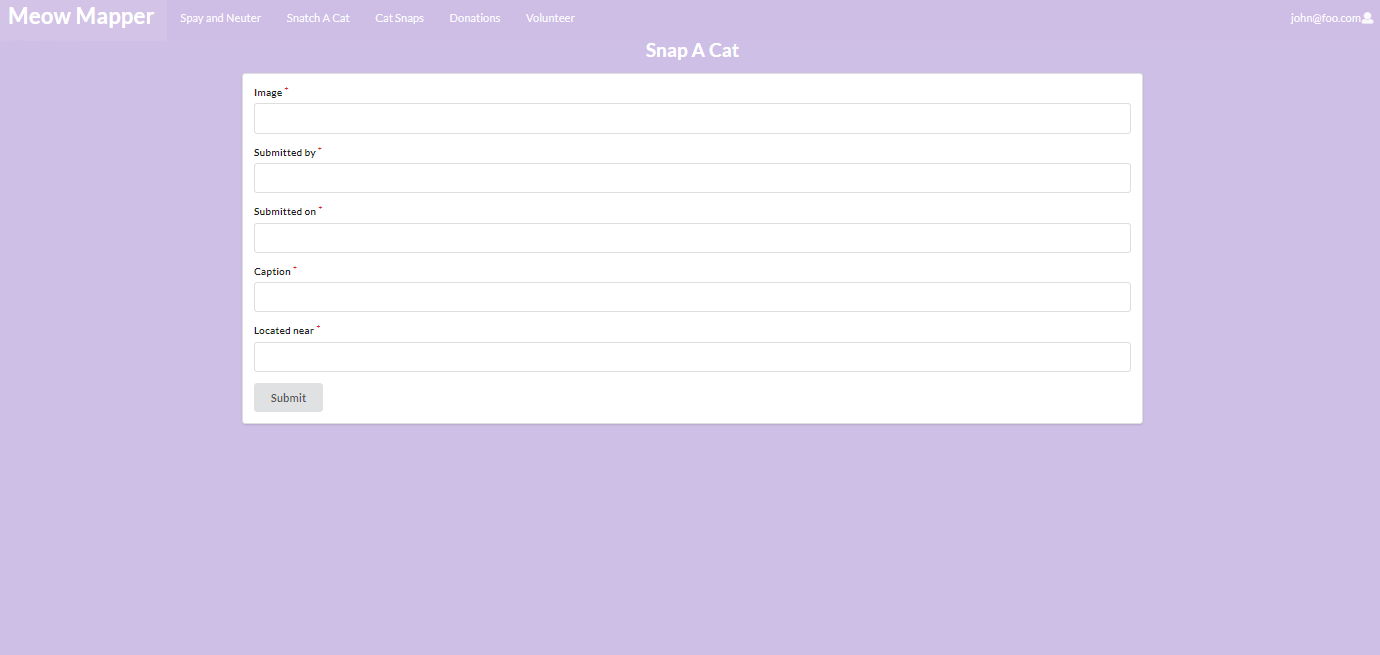 Meow Mapper Spay and Neuter Snatch A Cat Cat Snaps Donations Volunteer john@foo.com
Snap A Cat
Image *
Submitted by *
Submitted on *
Caption *
Located near *
Submit